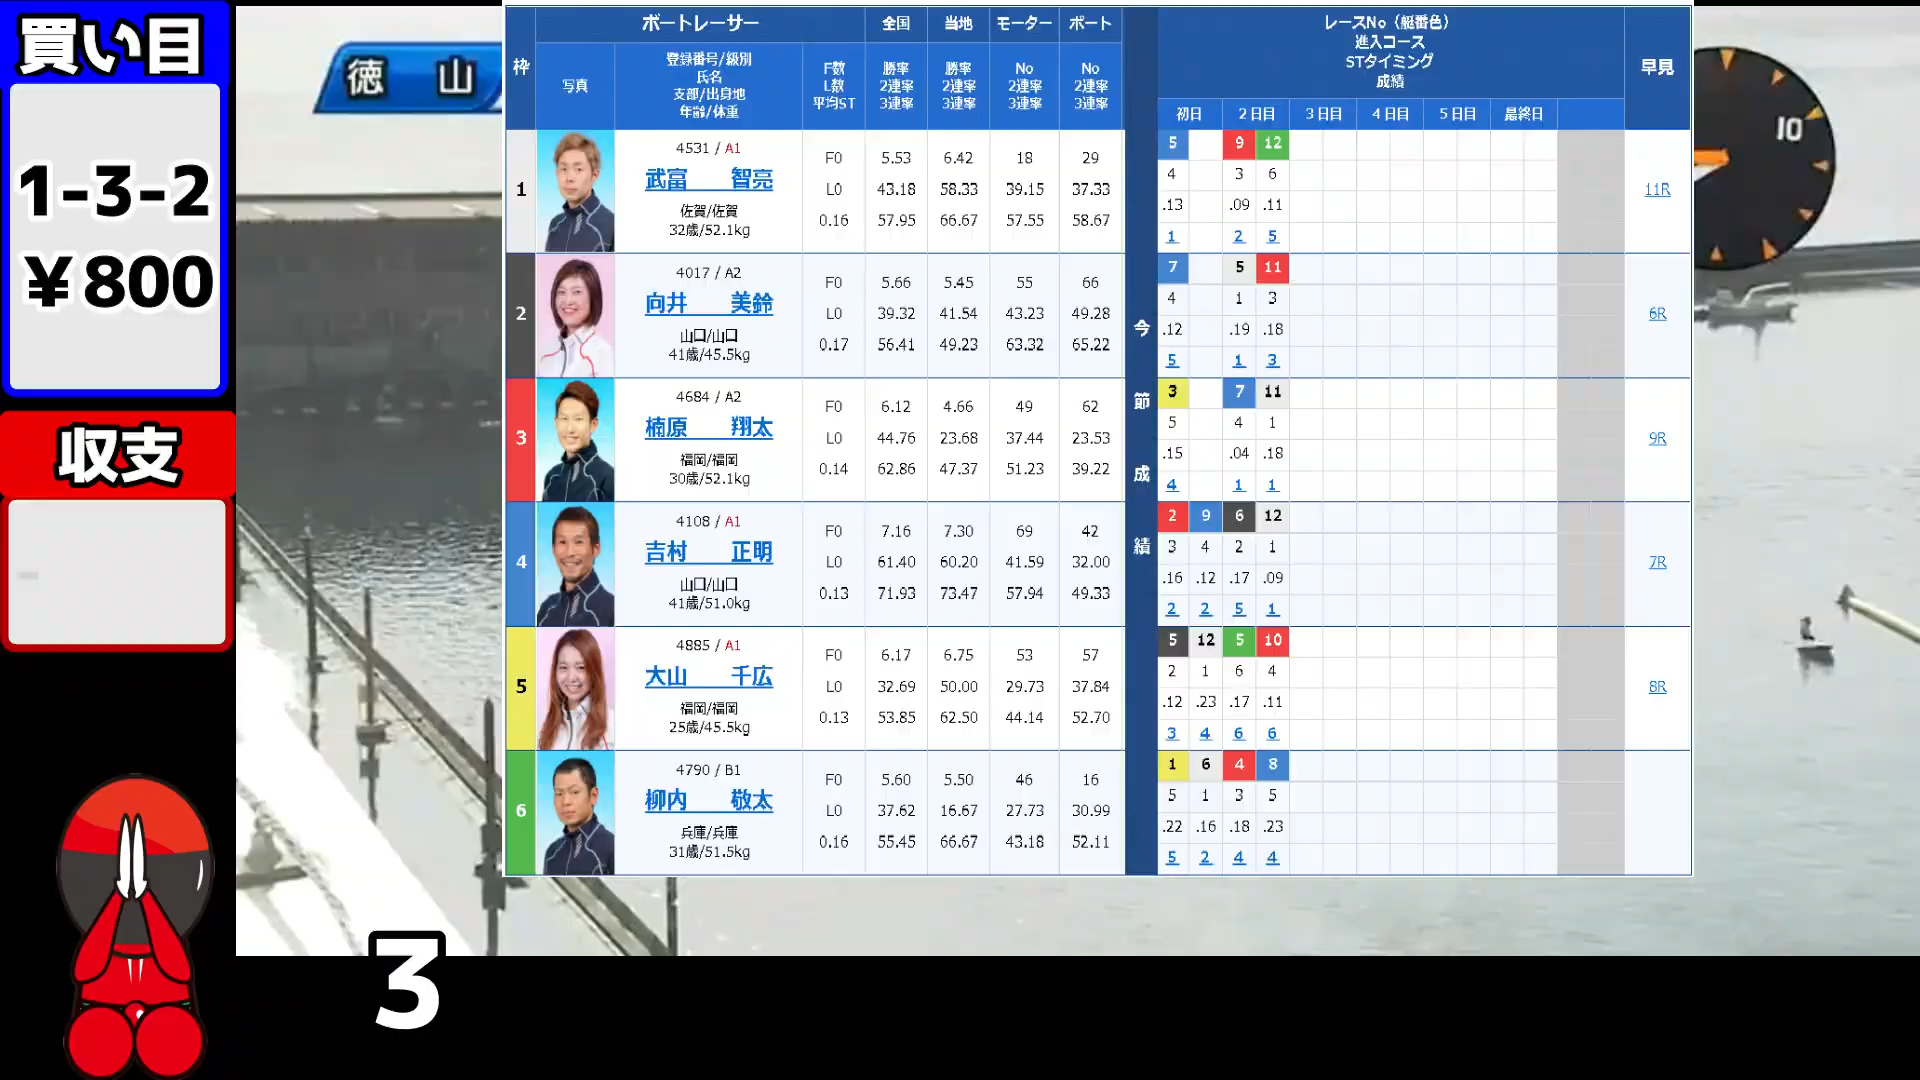 買い目
1-3-2
¥800
収支
徳 山
10
3
枠 ボートレーサー 全国 当地 モーター ボート
写真 登録番号/級別 氏名 支部/出身地 年齢/体重 F数 L数 平均ST 勝率 2連率 3連率 勝率 2連率 3連率 No 2連率 3連率 No 2連率 3連率
今節成績
レースNo（艇番色）
進入コース
STタイミング
成績
早見
初日 2日目 3日目 4日目 5日目 最終日
1 4531 / A1 F0 5.53 6.42 18 29 5 9 12
武富 智亮 L0 43.18 58.33 39.15 37.33 4 3 6 11R
佐賀/佐賀 .13 .09 .11
32歳/52.1kg 0.16 57.95 66.67 57.55 58.67 1 2 5
2 4017 / A2 F0 5.66 5.45 55 66 7 5 11
向井 美鈴 L0 39.32 41.54 43.23 49.28 4 1 3 6R
山口/山口 .12 .19 .18
41歳/45.5kg 0.17 56.41 49.23 63.32 65.22 5 1 3
3 4684 / A2 F0 6.12 4.66 49 62 3 7 11
楠原 翔太 L0 44.76 23.68 37.44 23.53 5 4 1 9R
福岡/福岡 .15 .04 .18
30歳/52.1kg 0.14 62.86 47.37 51.23 39.22 4 1 1
4 4108 / A1 F0 7.16 7.30 69 42 2 9 6 12
吉村 正明 L0 61.40 60.20 41.59 32.00 3 4 2 1 7R
山口/山口 .16 .12 .17 .09
41歳/51.0kg 0.13 71.93 73.47 57.94 49.33 2 2 5 1
5 4885 / A1 F0 6.17 6.75 53 57 5 12 5 10
大山 千広 L0 32.69 50.00 29.73 37.84 2 1 6 4 8R
福岡/福岡 .12 .23 .17 .11
25歳/45.5kg 0.13 53.85 62.50 44.14 52.70 3 4 6 6
6 4790 / B1 F0 5.60 5.50 46 16 1 6 4 8
柳内 敬太 L0 37.62 16.67 27.73 30.99 5 1 3 5
兵庫/兵庫 .22 .16 .18 .23
31歳/51.5kg 0.16 55.45 66.67 43.18 52.11 5 2 4 4